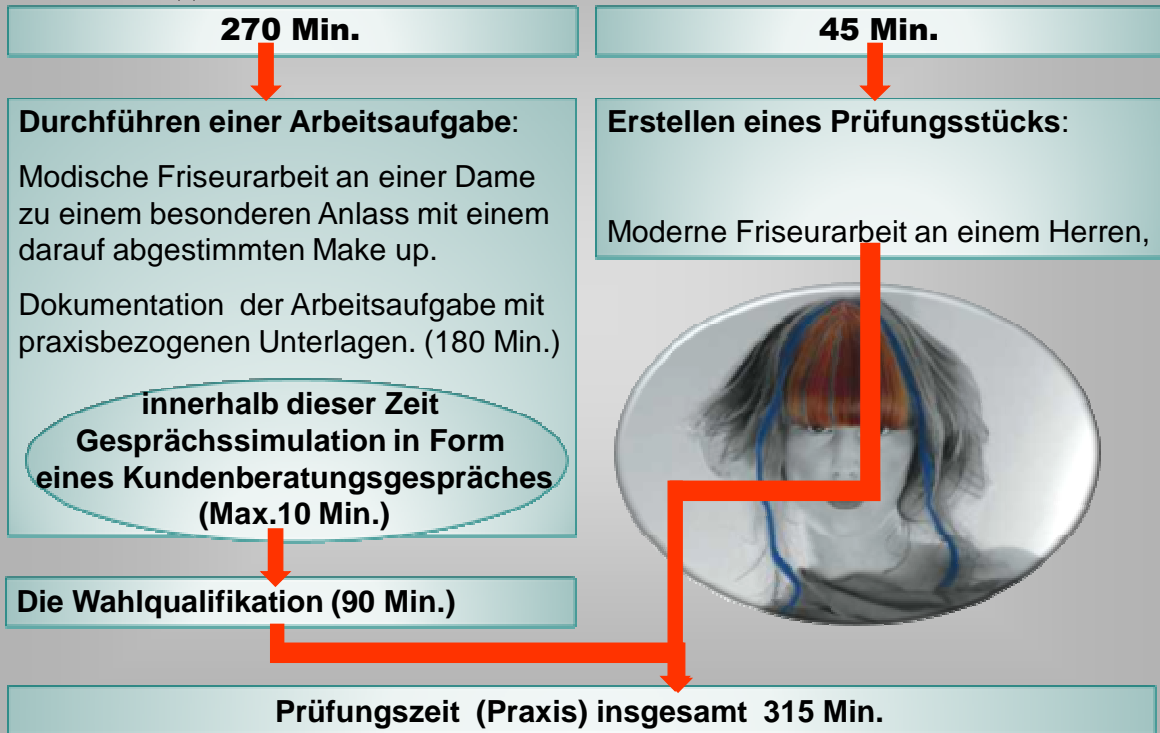 270 Min.
Durchführen einer Arbeitsaufgabe:
Modische Friseurarbeit an einer Dame
zu einem besonderen Anlass mit einem
darauf abgestimmten Make up.
Dokumentation der Arbeitsaufgabe mit
praxisbezogenen Unterlagen. (180 Min.)
innerhalb dieser Zeit
Gesprächssimulation in Form
eines Kundenberatungsgespräches
(Max.10 Min.)
Die Wahlqualifikation (90 Min.)
45 Min.
Erstellen eines Prüfungsstücks:
Moderne Friseurarbeit an einem Herren,
Prüfungszeit (Praxis) insgesamt 315 Min.